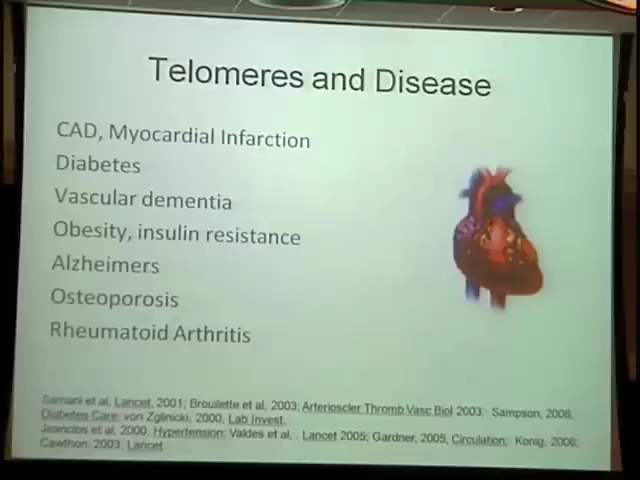 Telomeres and Disease
CAD, Myocardial Infarction
Diabetes
Vascular dementia
Obesity, insulin resistance
Alzheimers
Osteoporosis
Rheumatoid Arthritis
Samani et al, Lancet, 2001; Brouilette et al, 2003; Arterioscler Thromb Vasc Biol 2003, Sampson, 2006,
Diabetes Care; von Zglinicki, 2000, Lab Invest.
Jeanclos et al, 2000, Hypertension; Valdes et al, . Lancet 2005; Gardner, 2005, Circulation; Konig, 2006;
Cawthon, 2003, Lancet